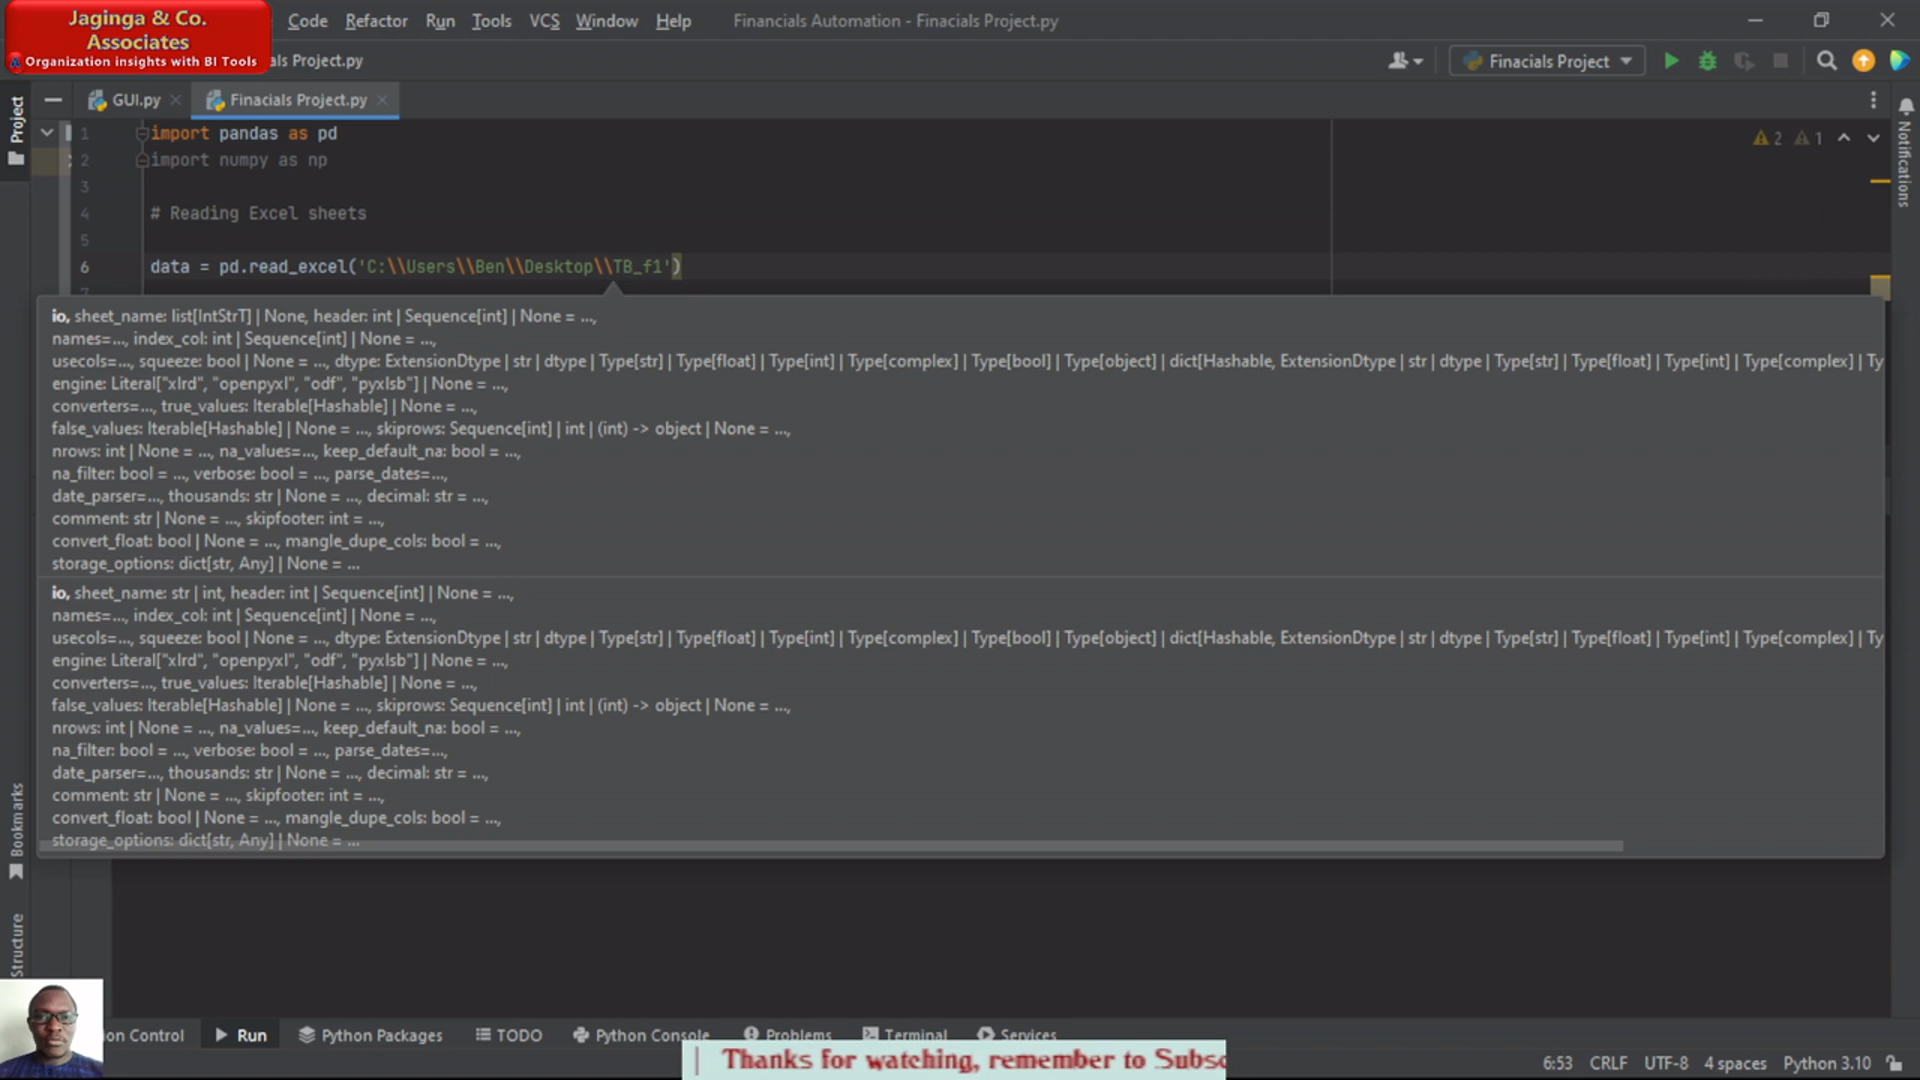 Jaginga & Co.
Associates
Organization insights with BI Tools
Code Refactor Run Tools VCS Window Help Financials Automation - Finacials Project.py
als Project.py
Finacials Project
GUI.py Finacials Project.py
Project
Notifications
2 1
1 import pandas as pd
2 import numpy as np
3
4 # Reading Excel sheets
5
6 data = pd.read_excel('C:\\Users\\Ben\\Desktop\\TB_f1')
7
io, sheet_name: list[IntStrT] | None, header: int | Sequence[int] | None = ...,
names=..., index_col: int | Sequence[int] | None = ...,
usecols=..., squeeze: bool | None = ..., dtype: ExtensionDtype | str | dtype | Type[str] | Type[float] | Type[int] | Type[complex] | Type[bool] | Type[object] | dict[Hashable, ExtensionDtype | str | dtype | Type[str] | Type[float] | Type[int] | Type[complex] | Ty
engine: Literal["xlrd", "openpyxl", "odf", "pyxlsb"] | None = ...,
converters=..., true_values: Iterable[Hashable] | None = ...,
false_values: Iterable[Hashable] | None = ..., skiprows: Sequence[int] | int | (int) -> object | None = ...,
nrows: int | None = ..., na_values=..., keep_default_na: bool = ...,
na_filter: bool = ..., verbose: bool = ..., parse_dates=...,
date_parser=..., thousands: str | None = ..., decimal: str = ...,
comment: str | None = ..., skipfooter: int = ...,
convert_float: bool | None = ..., mangle_dupe_cols: bool = ...,
storage_options: dict[str, Any] | None = ...
io, sheet_name: str | int, header: int | Sequence[int] | None = ...,
names=..., index_col: int | Sequence[int] | None = ...,
usecols=..., squeeze: bool | None = ..., dtype: ExtensionDtype | str | dtype | Type[str] | Type[float] | Type[int] | Type[complex] | Type[bool] | Type[object] | dict[Hashable, ExtensionDtype | str | dtype | Type[str] | Type[float] | Type[int] | Type[complex] | Ty
engine: Literal["xlrd", "openpyxl", "odf", "pyxlsb"] | None = ...,
converters=..., true_values: Iterable[Hashable] | None = ...,
false_values: Iterable[Hashable] | None = ..., skiprows: Sequence[int] | int | (int) -> object | None = ...,
nrows: int | None = ..., na_values=..., keep_default_na: bool = ...,
na_filter: bool = ..., verbose: bool = ..., parse_dates=...,
date_parser=..., thousands: str | None = ..., decimal: str = ...,
comment: str | None = ..., skipfooter: int = ...,
convert_float: bool | None = ..., mangle_dupe_cols: bool = ...,
storage_options: dict[str, Any] | None = ...
Bookmarks
Structure
on Control Run Python Packages TODO Python Console Problems Terminal Services
Thanks for watching, remember to Subsc
6:53 CRLF UTF-8 4 spaces Python 3.10